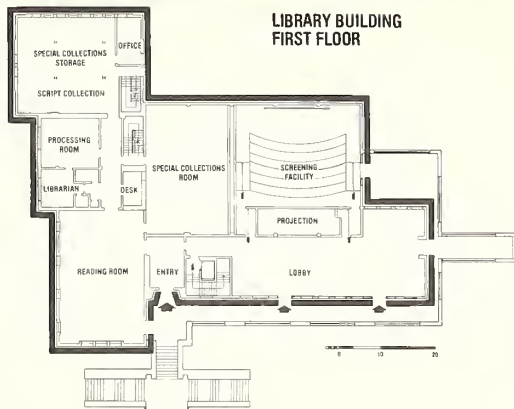 LIBRARY BUILDING
FIRST FLOOR
SPECIAL COLLECTIONS
STORAGE
OFFICE
SCRIPT COLLECTION
PROCESSING
ROOM
LIBRARIAN
DESK
SPECIAL COLLECTIONS
ROOM
SCREENING
FACILITY
PROJECTION
READING ROOM
ENTRY
LOBBY
0 10 20